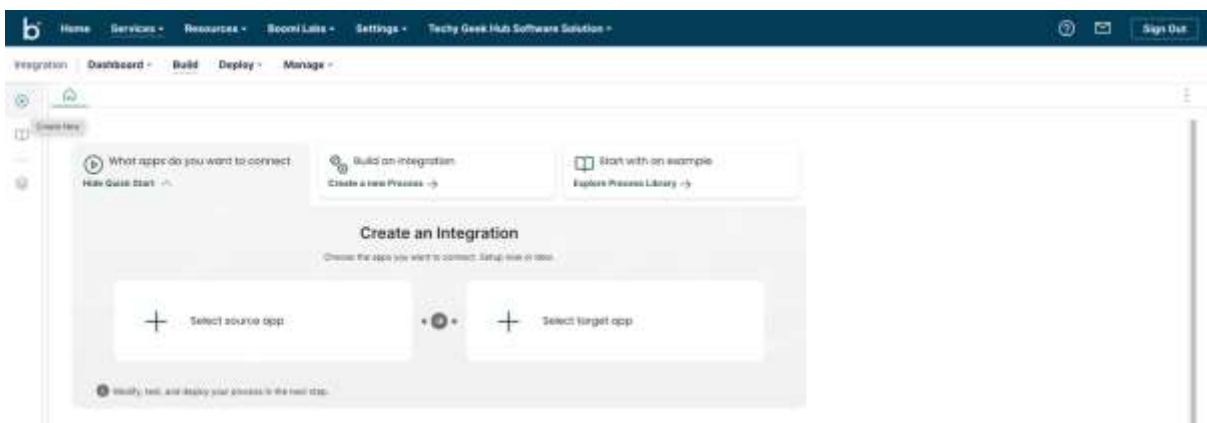 b Home Services Resources Boomi Labs Settings Techy Geek Hub Software Solution Sign Out
Integration Dashboard Build Deploy Manage
Create New
What apps do you want to connect Build an integration Start with an example
Hide Quick Start Create a new Process → Explore Process Library →
Create an Integration
Choose the apps you want to connect. Setup now or later.
Select source app Select target app
Modify, test, and deploy your process in the next step.